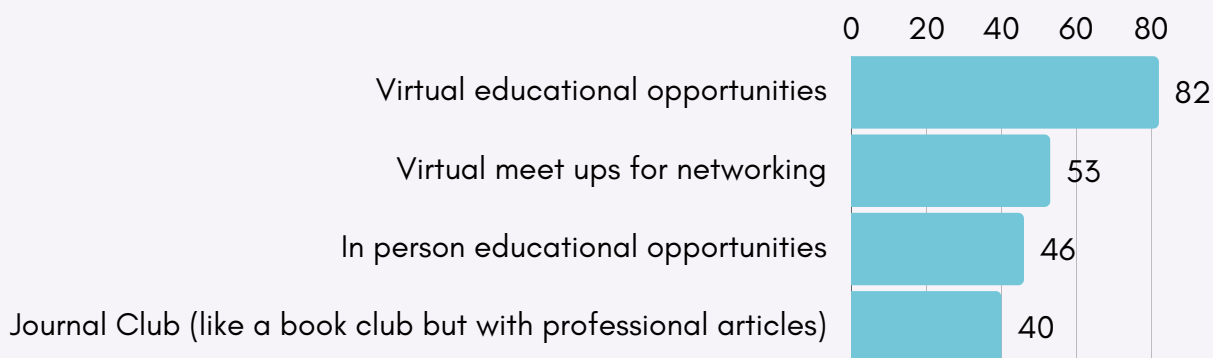 0 20 40 60 80
Virtual educational opportunities 82
Virtual meet ups for networking 53
In person educational opportunities 46
Journal Club (like a book club but with professional articles) 40